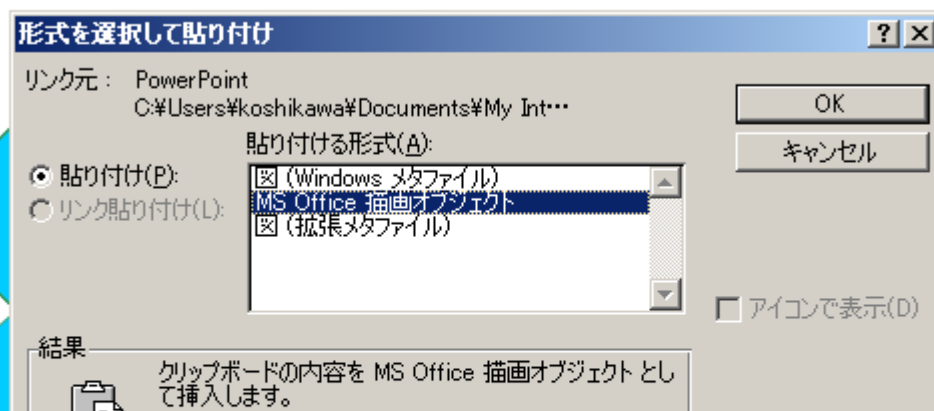 形式を選択して貼り付け
リンク元： PowerPoint
C:¥Users¥koshikawa¥Documents¥My Int…
OK
キャンセル
貼り付ける形式(A):
貼り付け(P):
リンク貼り付け(L):
図 (Windows メタファイル)
MS Office 描画オブジェクト
図 (拡張メタファイル)
アイコンで表示(D)
結果
クリップボードの内容を MS Office 描画オブジェクト とし
て挿入します。